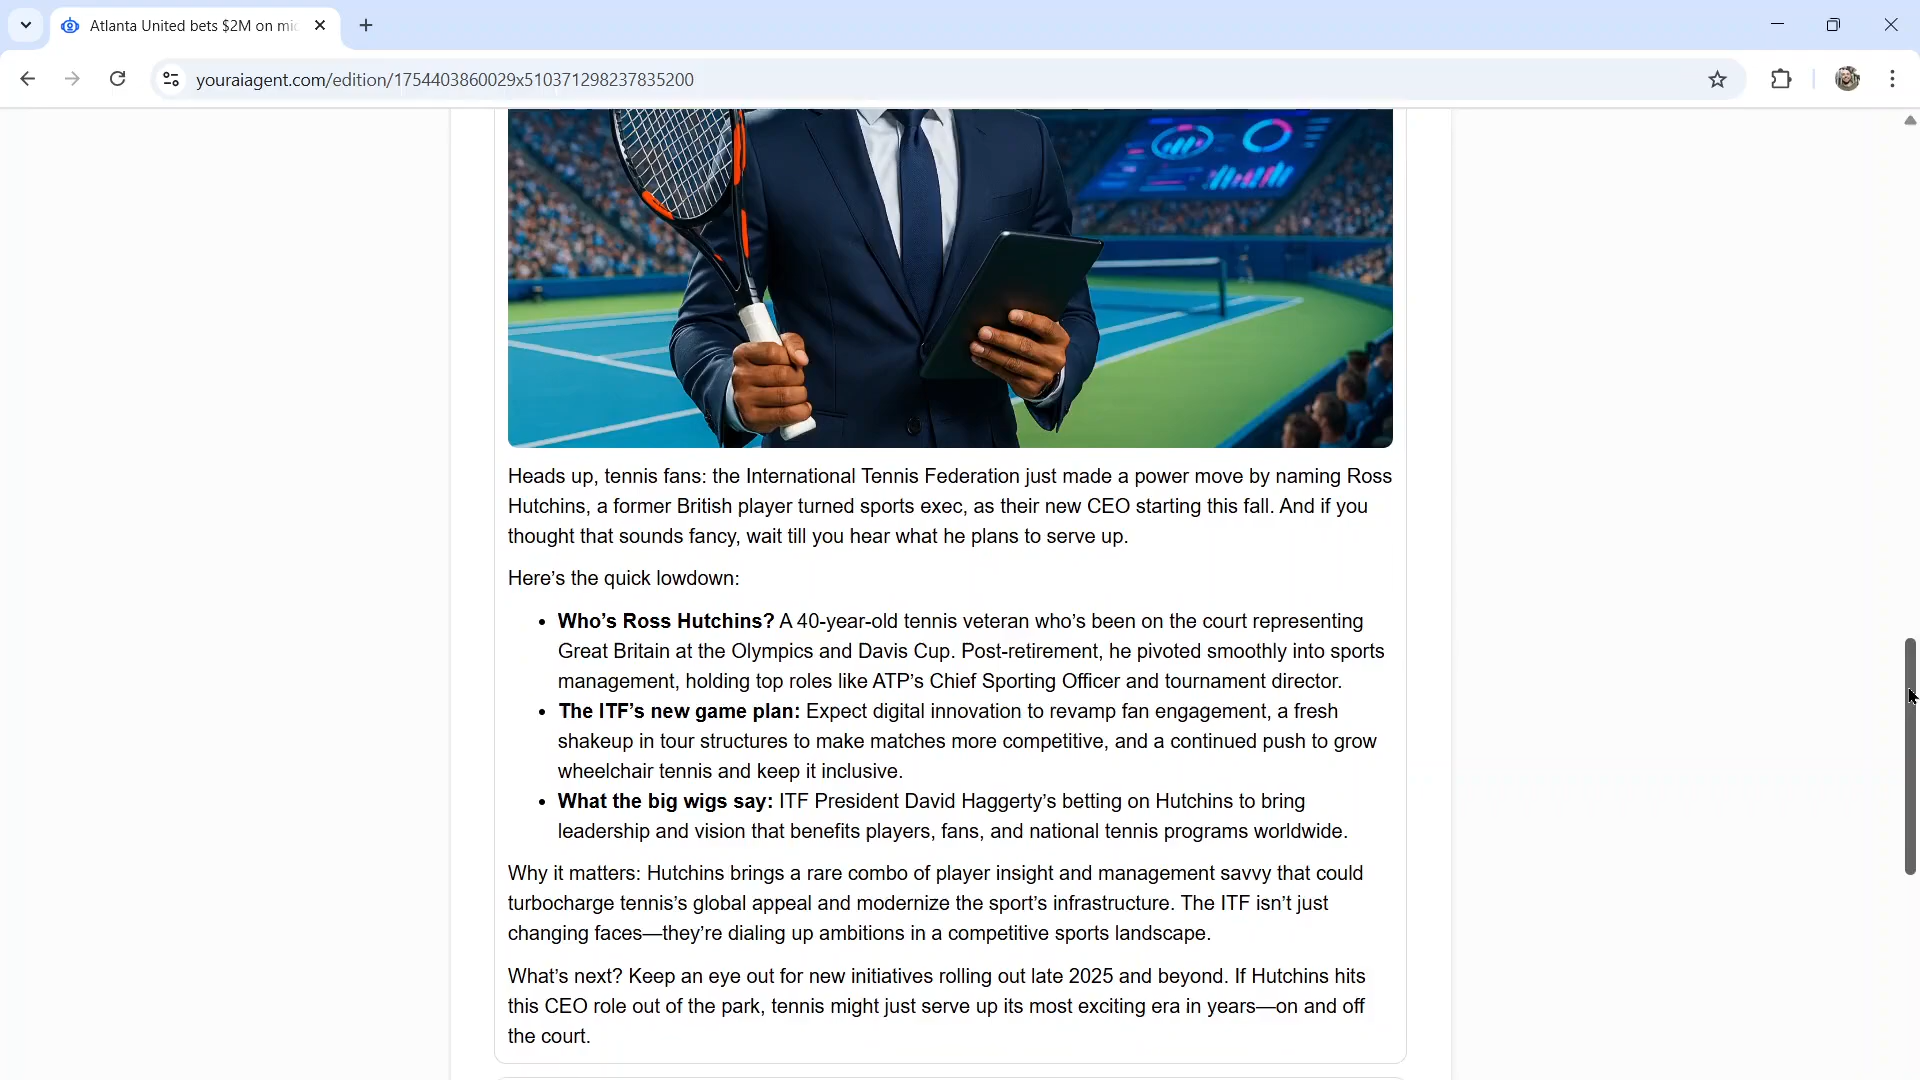 Atlanta United bets $2M on mi
youraiagent.com/edition/1754403860029x510371298237835200
Heads up, tennis fans: the International Tennis Federation just made a power move by naming Ross
Hutchins, a former British player turned sports exec, as their new CEO starting this fall. And if you
thought that sounds fancy, wait till you hear what he plans to serve up.
Here’s the quick lowdown:
• Who’s Ross Hutchins? A 40-year-old tennis veteran who’s been on the court representing
Great Britain at the Olympics and Davis Cup. Post-retirement, he pivoted smoothly into sports
management, holding top roles like ATP’s Chief Sporting Officer and tournament director.
• The ITF’s new game plan: Expect digital innovation to revamp fan engagement, a fresh
shakeup in tour structures to make matches more competitive, and a continued push to grow
wheelchair tennis and keep it inclusive.
• What the big wigs say: ITF President David Haggerty’s betting on Hutchins to bring
leadership and vision that benefits players, fans, and national tennis programs worldwide.
Why it matters: Hutchins brings a rare combo of player insight and management savvy that could
turbocharge tennis’s global appeal and modernize the sport’s infrastructure. The ITF isn’t just
changing faces—they’re dialing up ambitions in a competitive sports landscape.
What’s next? Keep an eye out for new initiatives rolling out late 2025 and beyond. If Hutchins hits
this CEO role out of the park, tennis might just serve up its most exciting era in years—on and off
the court.